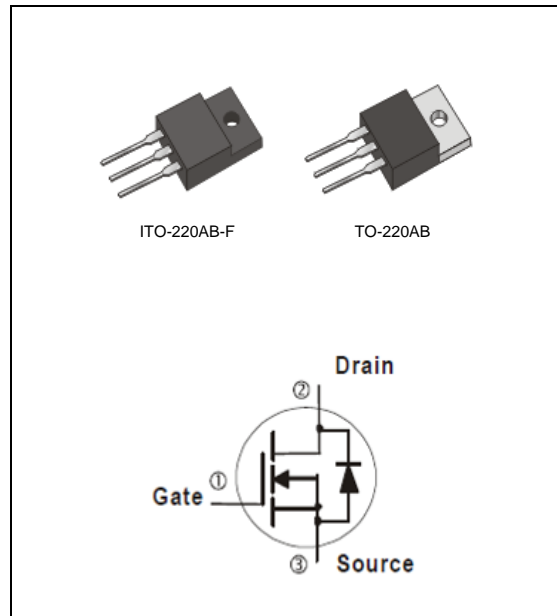 ITO-220AB-F TO-220AB
Drain
②
①
Gate
③ Source